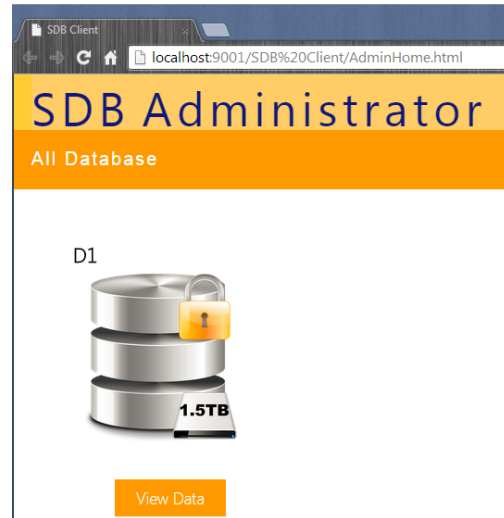 SDB Client
localhost:9001/SDB%20Client/AdminHome.html
SDB Administrator
All Database
D1
1.5TB
View Data